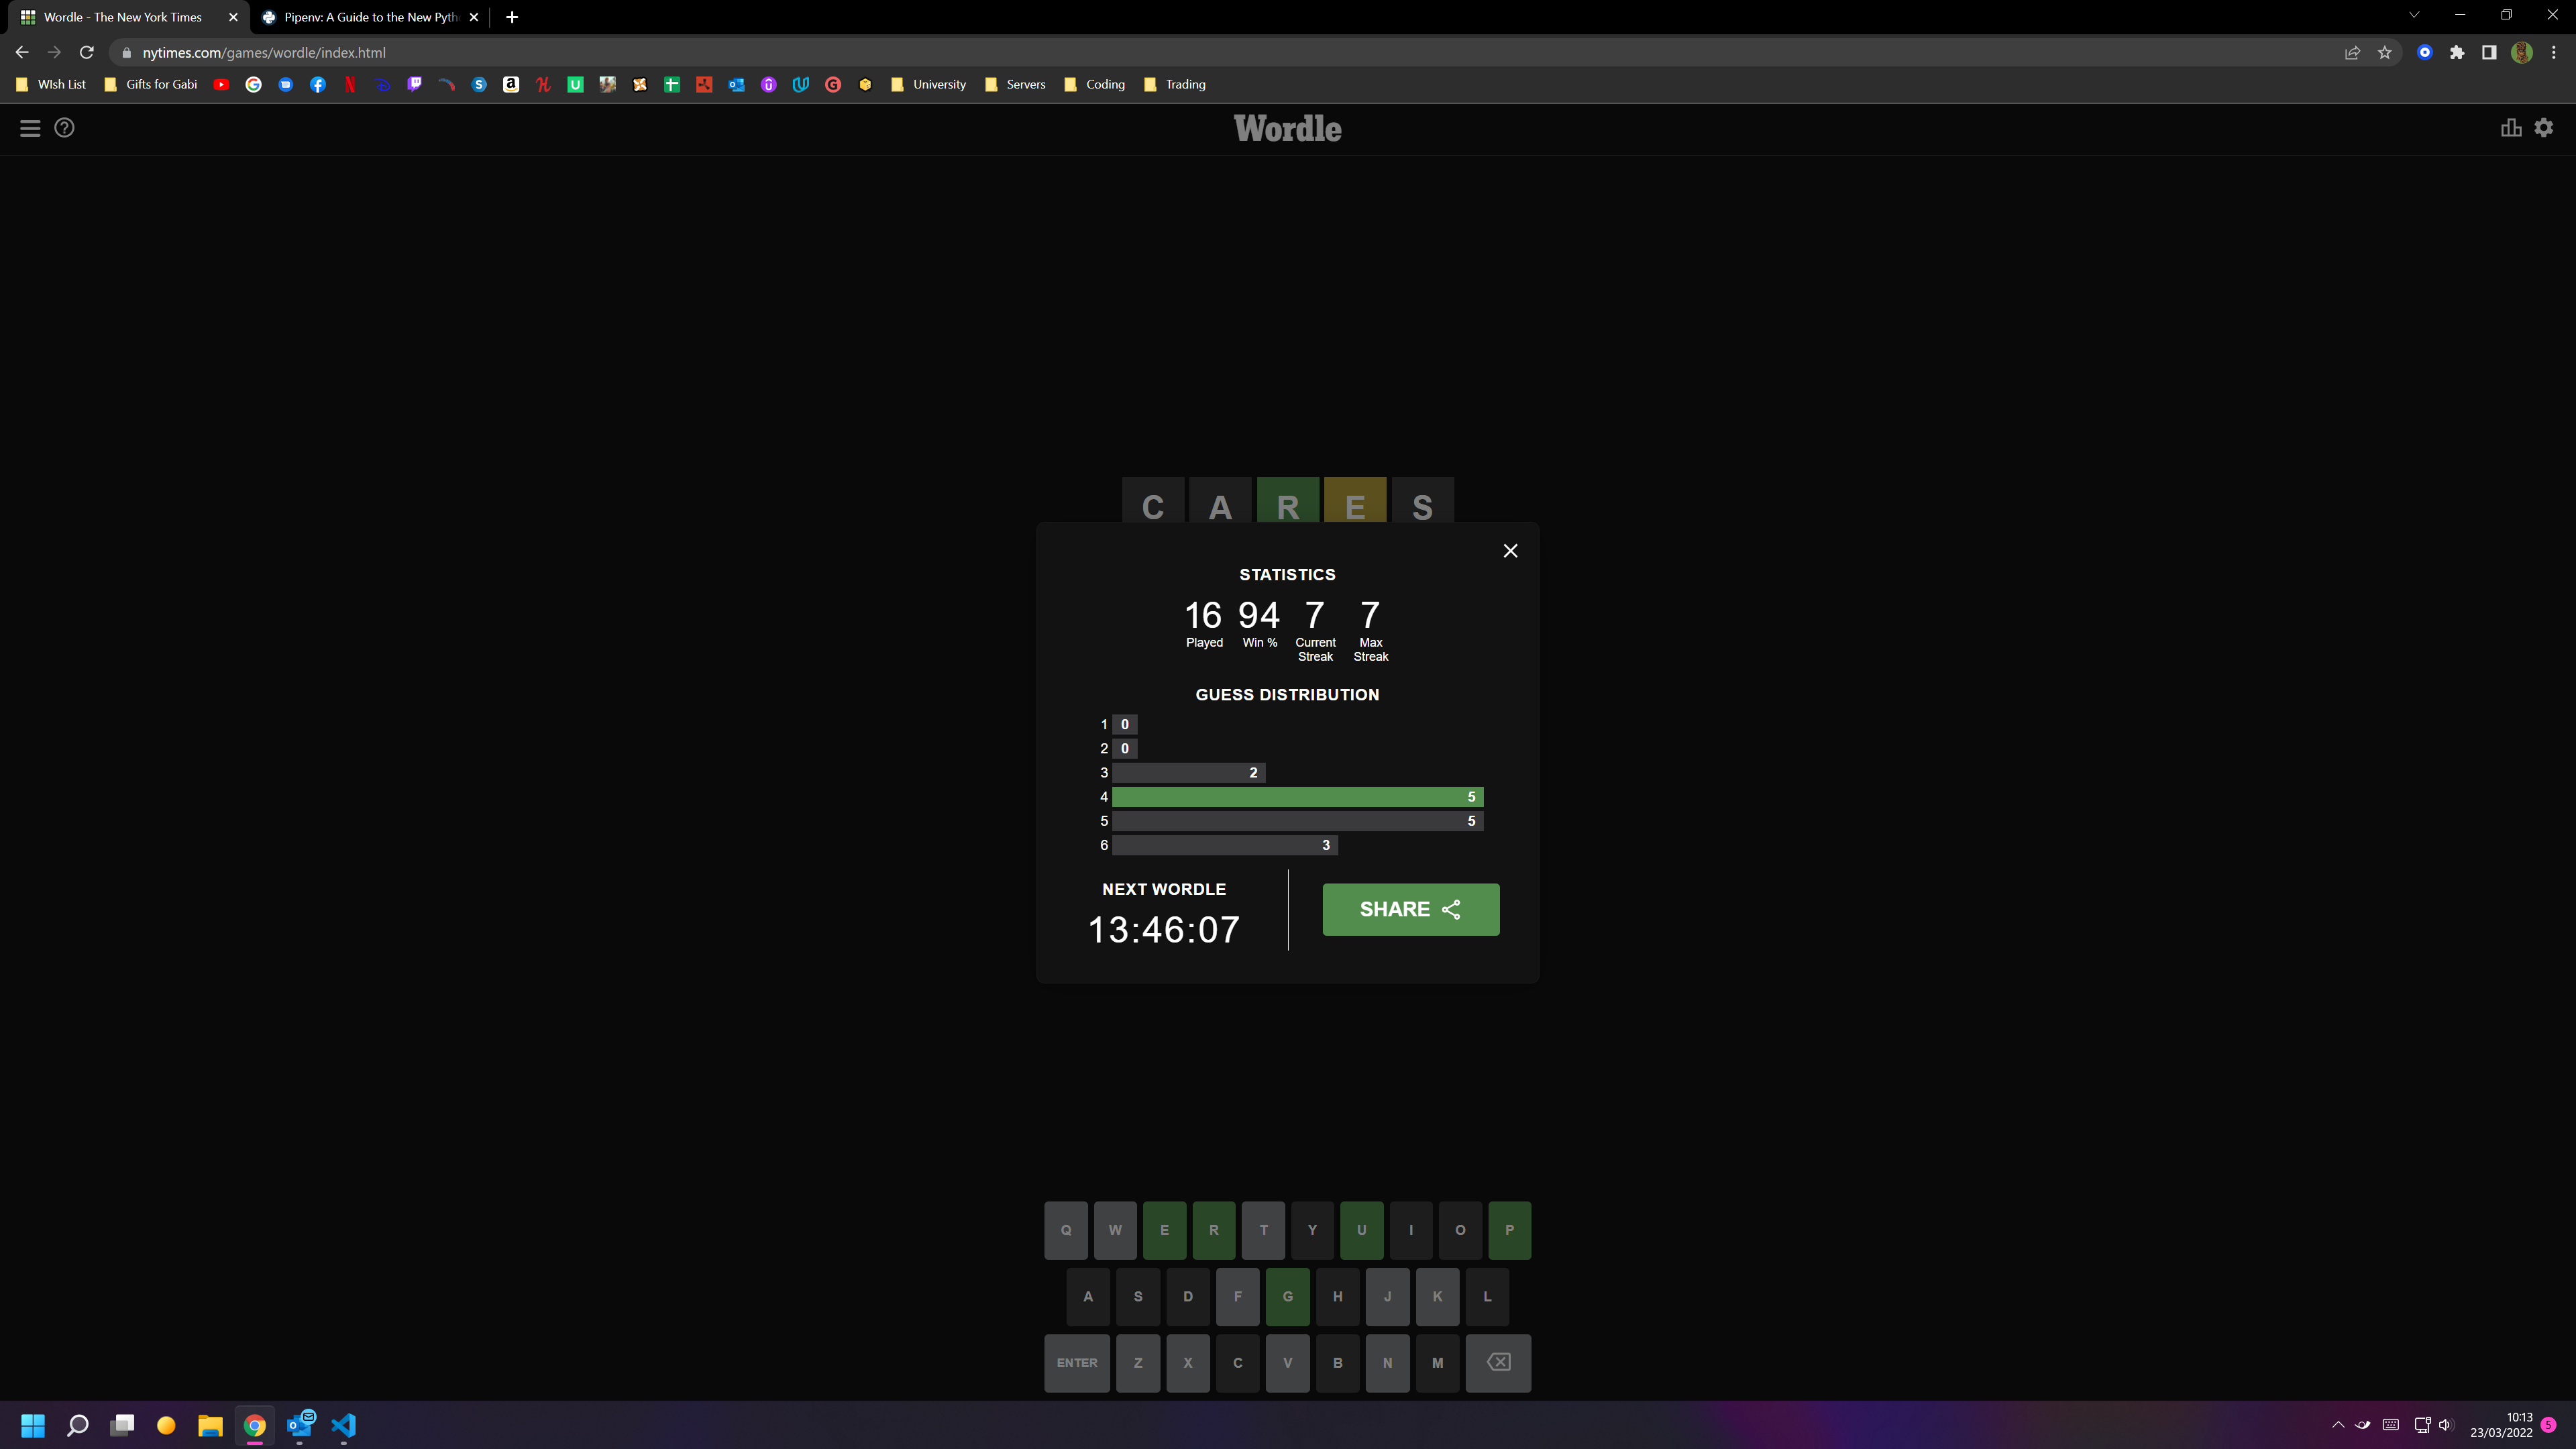 Wordle - The New York Times
Pipenv: A Guide to the New Pyth
nytimes.com/games/wordle/index.html
WIsh List
Gifts for Gabi
University
Servers
Coding
Trading
Wordle
C A R E S
STATISTICS
16 94 7 7
Played Win % Current Streak Max Streak
GUESS DISTRIBUTION
1 0
2 0
3 2
4 5
5 5
6 3
NEXT WORDLE
13:46:07
SHARE
Q W E R T Y U I O P
A S D F G H J K L
ENTER Z X C V B N M
10:13
23/03/2022
5